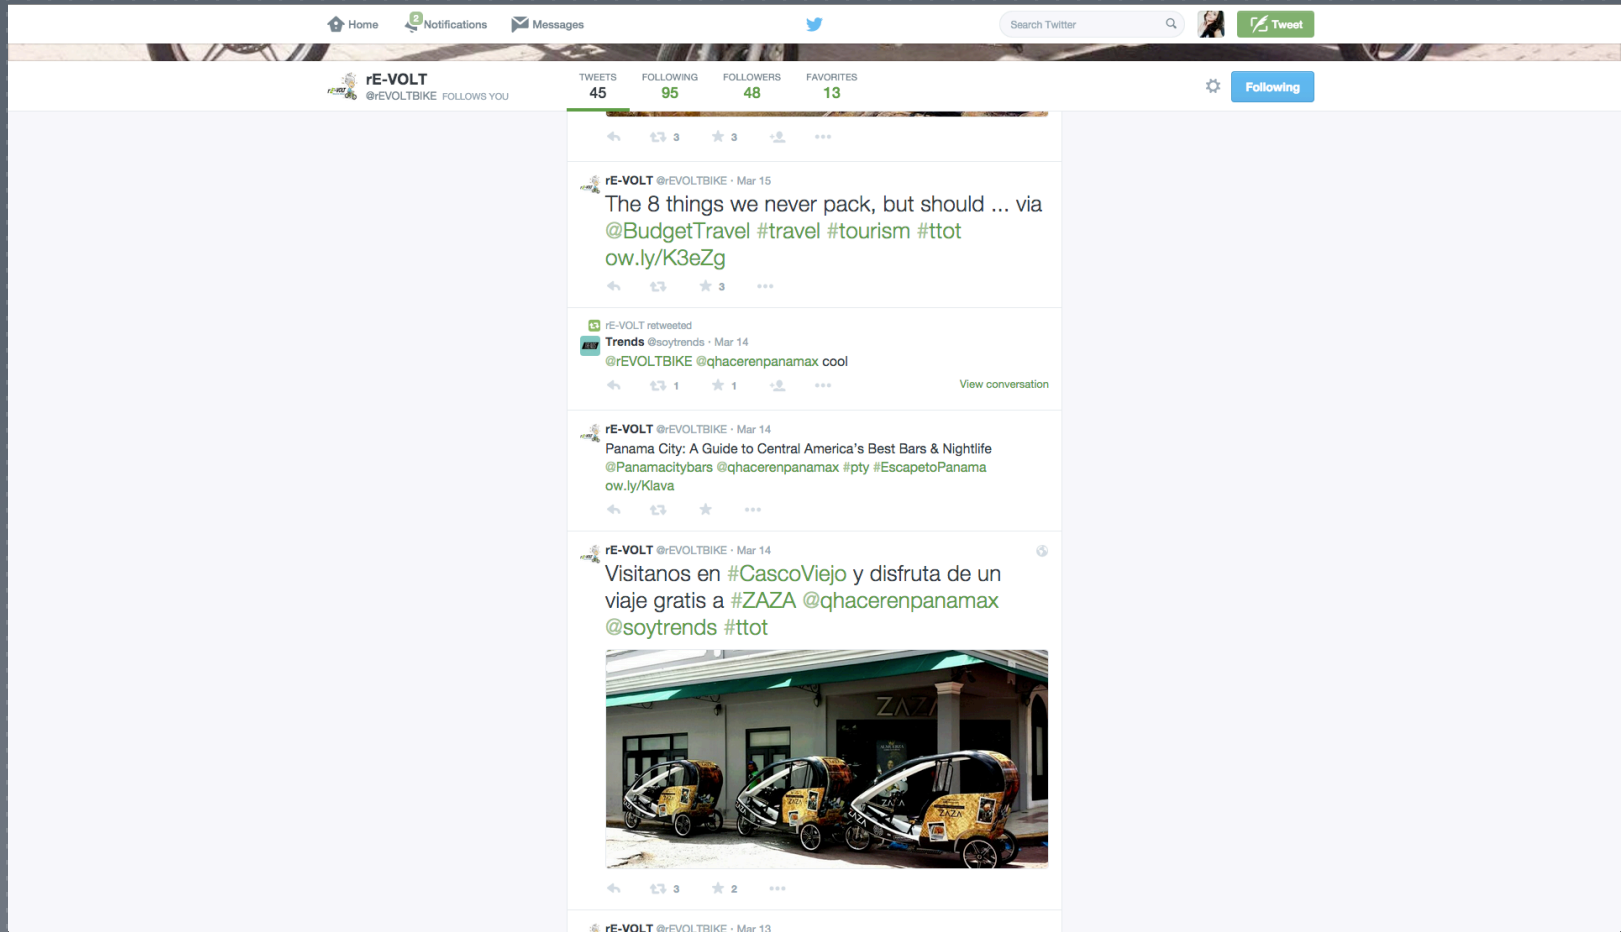 Home
2
Notifications
Messages
Search Twitter
Tweet
rE-VOLT
@rEVOLTBIKE FOLLOWS YOU
TWEETS FOLLOWING FOLLOWERS FAVORITES
45 95 48 13
Following
3 3
rE-VOLT @rEVOLTBIKE · Mar 15
The 8 things we never pack, but should ... via
@BudgetTravel #travel #tourism #ttot
ow.ly/K3eZg
3
rE-VOLT retweeted
Trends @soytrends · Mar 14
@rEVOLTBIKE @qhacerenpanamax cool
1 1
View conversation
rE-VOLT @rEVOLTBIKE · Mar 14
Panama City: A Guide to Central America's Best Bars & Nightlife
@Panamacitybars @qhacerenpanamax #pty #EscapetoPanama
ow.ly/Klava
rE-VOLT @rEVOLTBIKE · Mar 14
Visitanos en #CascoViejo y disfruta de un
viaje gratis a #ZAZA @qhacerenpanamax
@soytrends #ttot
ZAZA
ZAZA
ZAZA
ZAZA
3 2
rE-VOLT @rEVOLTBIKE · Mar 13